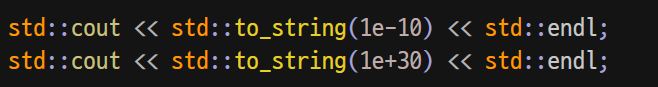 std::cout << std::to_string(1e-10) << std::endl;
std::cout << std::to_string(1e+30) << std::endl;